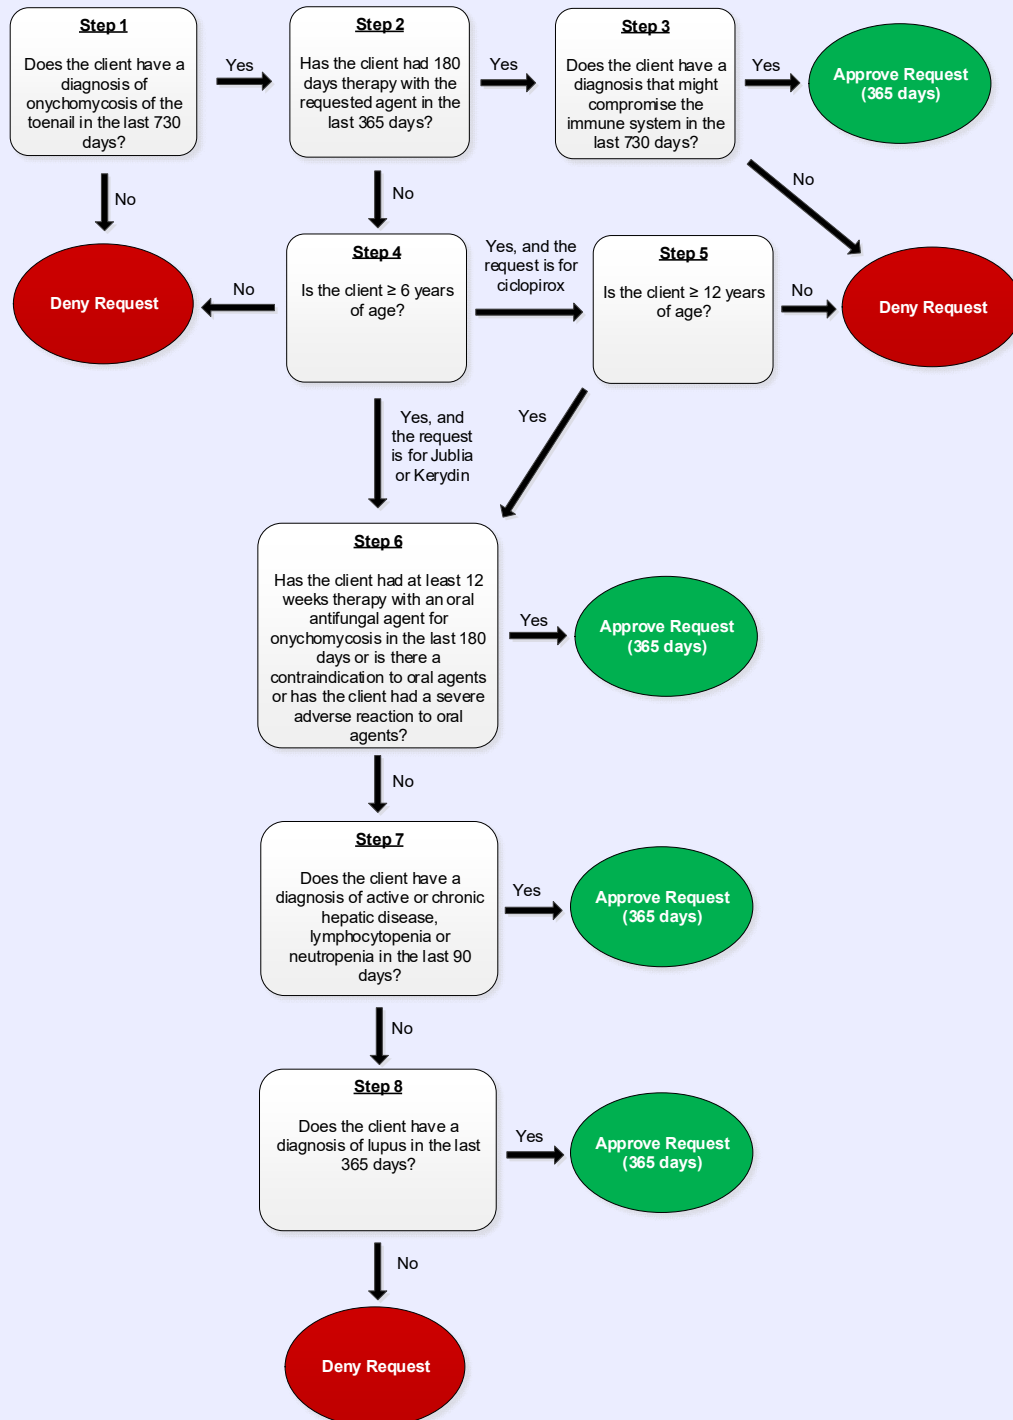 Step 1
Does the client have a
diagnosis of
onychomycosis of the
toenail in the last 730
days?
Yes
Step 2
Has the client had 180
days therapy with the
requested agent in the
last 365 days?
Yes
Step 3
Does the client have a
diagnosis that might
compromise the
immune system in the
last 730 days?
Yes
Approve Request
(365 days)
No
No
No
Deny Request
No
Step 4
Is the client ≥ 6 years
of age?
Yes, and the
request is for
ciclopirox
Step 5
Is the client ≥ 12 years
of age?
No
Deny Request
Yes, and
the request
is for Jublia
or Kerydin
Yes
Step 6
Has the client had at least 12
weeks therapy with an oral
antifungal agent for
onychomycosis in the last 180
days or is there a
contraindication to oral agents
or has the client had a severe
adverse reaction to oral
agents?
Yes
Approve Request
(365 days)
No
Step 7
Does the client have a
diagnosis of active or chronic
hepatic disease,
lymphocytopenia or
neutropenia in the last 90
days?
Yes
Approve Request
(365 days)
No
Step 8
Does the client have a
diagnosis of lupus in the last
365 days?
Yes
Approve Request
(365 days)
No
Deny Request